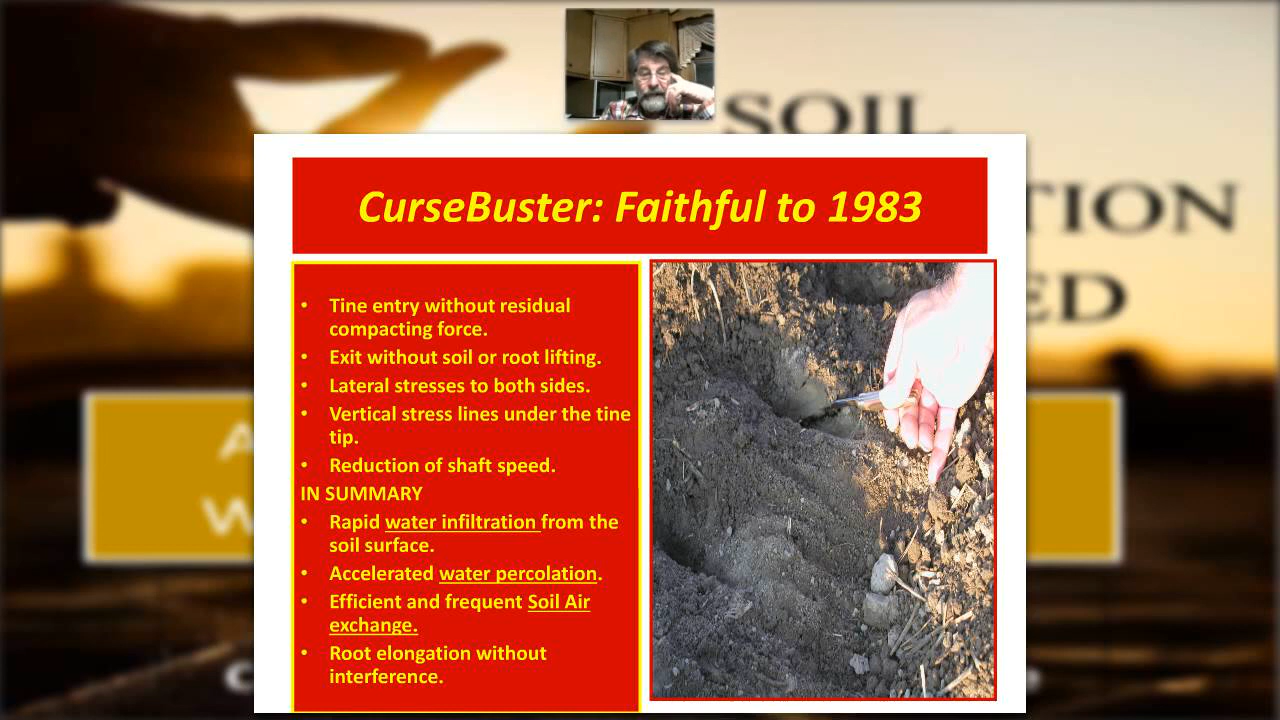 SOIL
CurseBuster: Faithful to 1983
• Tine entry without residual
compacting force.
• Exit without soil or root lifting.
• Lateral stresses to both sides.
• Vertical stress lines under the tine
tip.
• Reduction of shaft speed.
IN SUMMARY
• Rapid water infiltration from the
soil surface.
• Accelerated water percolation.
• Efficient and frequent Soil Air
exchange.
• Root elongation without
interference.